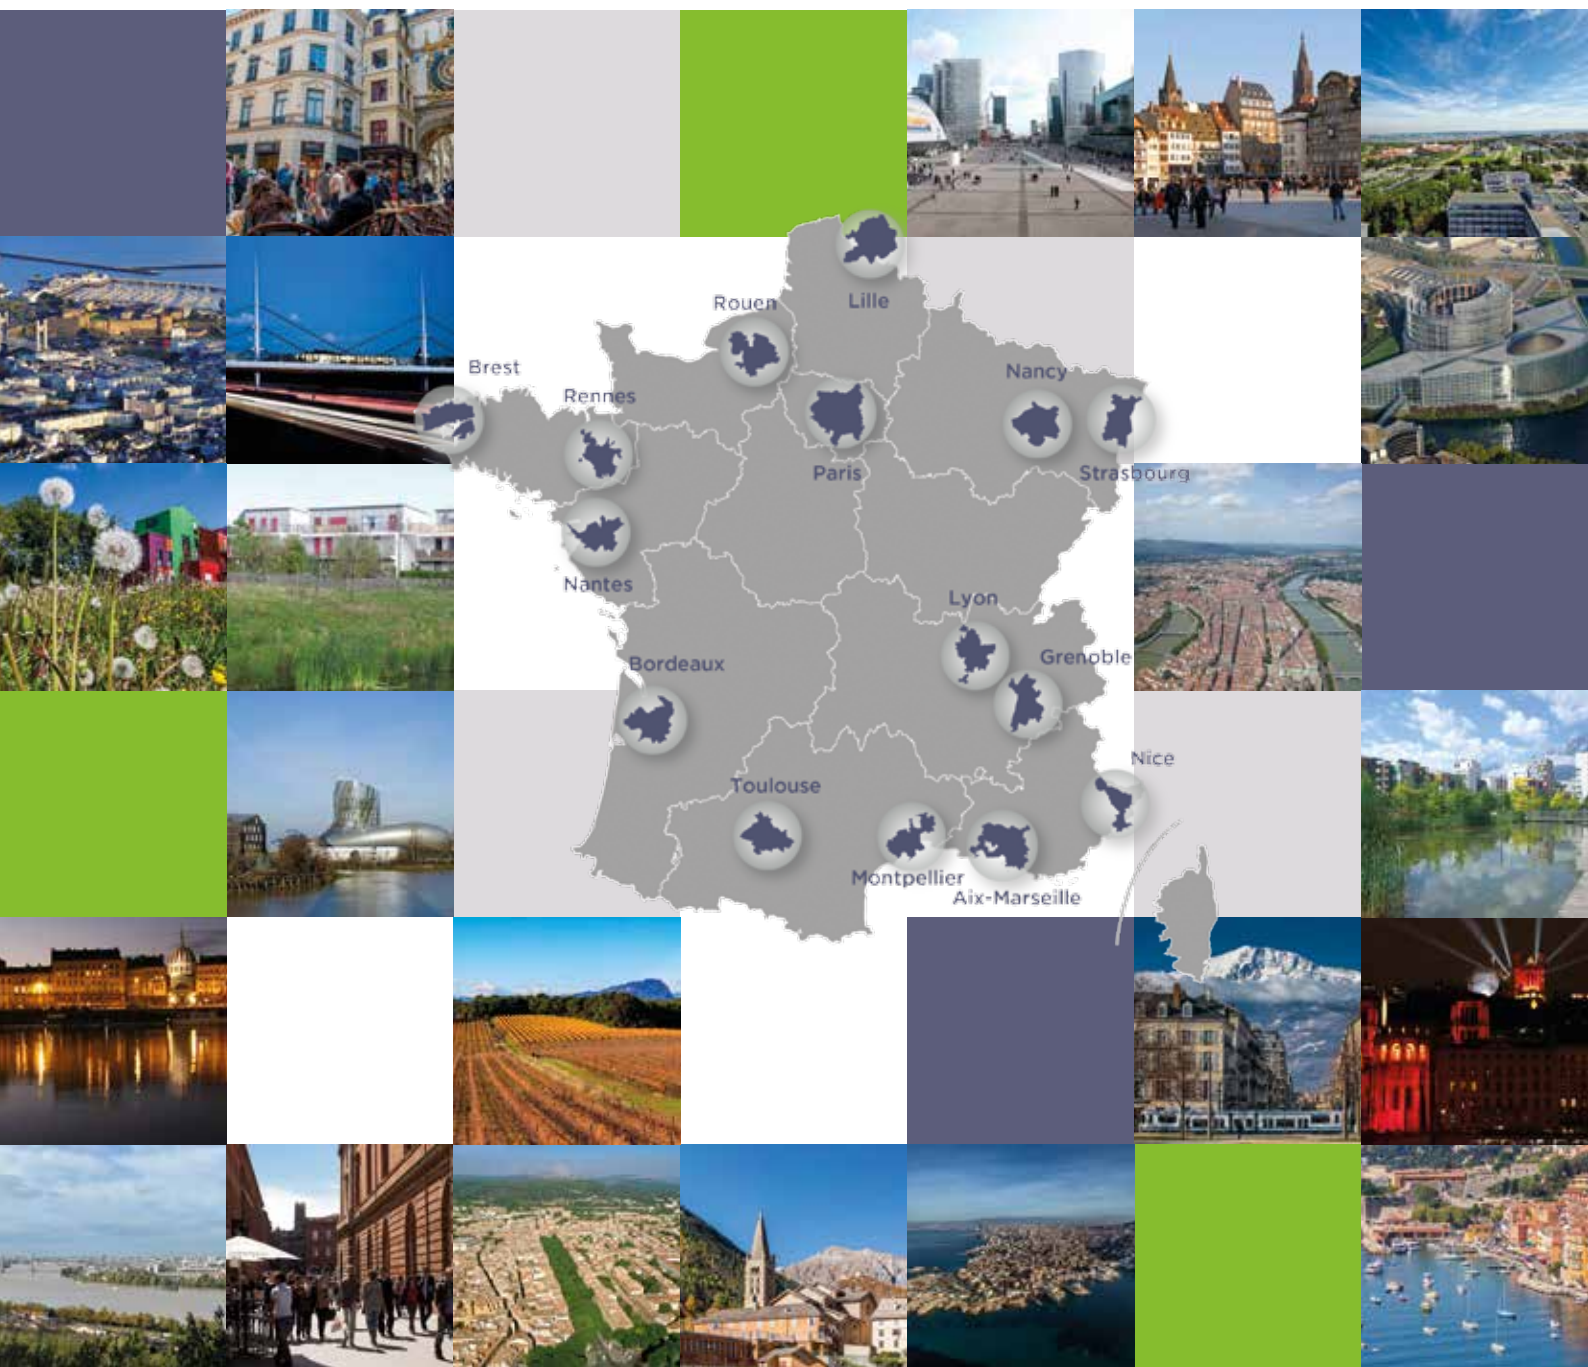 Lille
Rouen
Brest
Nancy
Rennes
Paris
Strasbourg
Nantes
Lyon
Grenoble
Bordeaux
Nice
Toulouse
Montpellier
Aix-Marseille